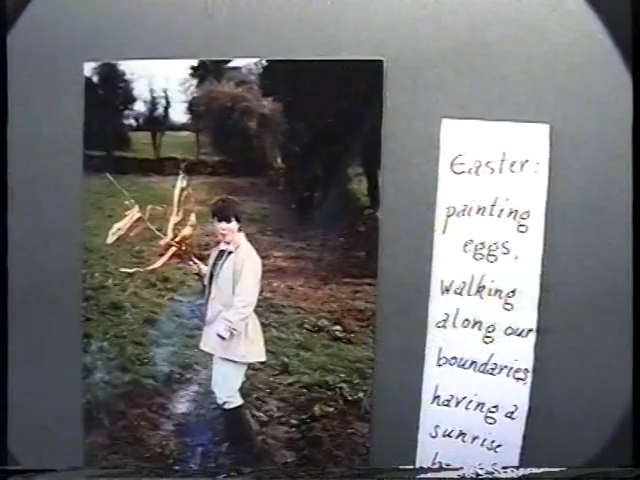 Easter:
painting
eggs,
walking
along our
boundaries,
having a
sunrise